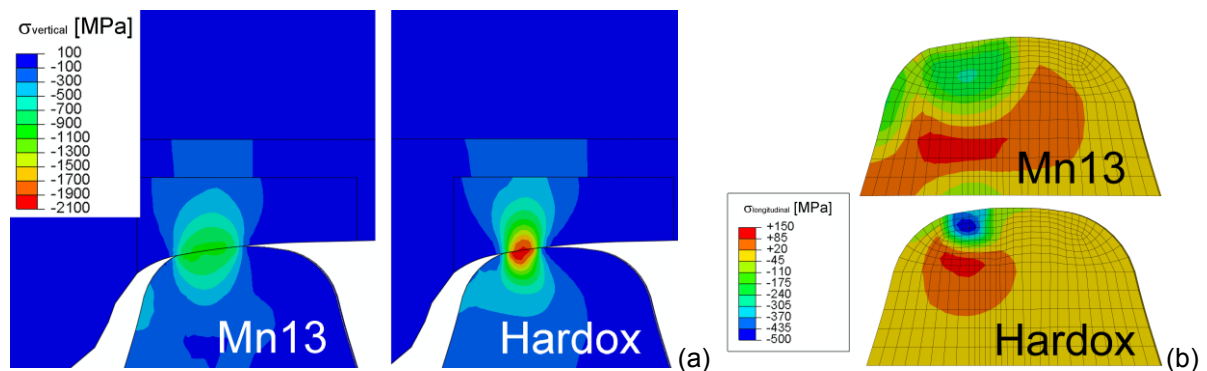 σvertical [MPa]
100
-100
-300
-500
-700
-900
-1100
-1300
-1500
-1700
-1900
-2100
Mn13
Hardox
(a)
Mn13
σlongitudinal [MPa]
+150
+85
+20
-45
-110
-175
-240
-305
-370
-435
-500
Hardox
(b)